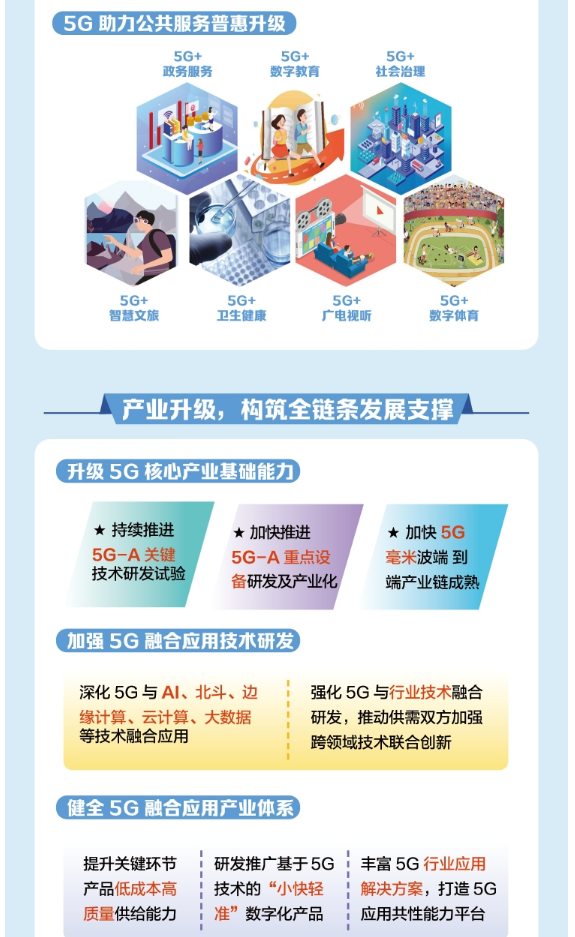 5G 助力公共服务普惠升级
5G+
政务服务
5G+
数字教育
5G+
社会治理
5G+
智慧文旅
5G+
卫生健康
5G+
广电视听
5G+
数字体育
产业升级，构筑全链条发展支撑
升级 5G 核心产业基础能力
★ 持续推进
5G-A 关键
技术研发试验
★ 加快推进
5G-A 重点设
备研发及产业化
★ 加快 5G
毫米波端 到
端产业链成熟
加强 5G 融合应用技术研发
深化 5G 与 AI、北斗、边
缘计算、云计算、大数据
等技术融合应用
强化 5G 与行业技术融合
研发，推动供需双方加强
跨领域技术联合创新
健全 5G 融合应用产业体系
提升关键环节
产品低成本高
质量供给能力
研发推广基于 5G
技术的“小快轻
准”数字化产品
丰富 5G 行业应用
解决方案，打造 5G
应用共性能力平台